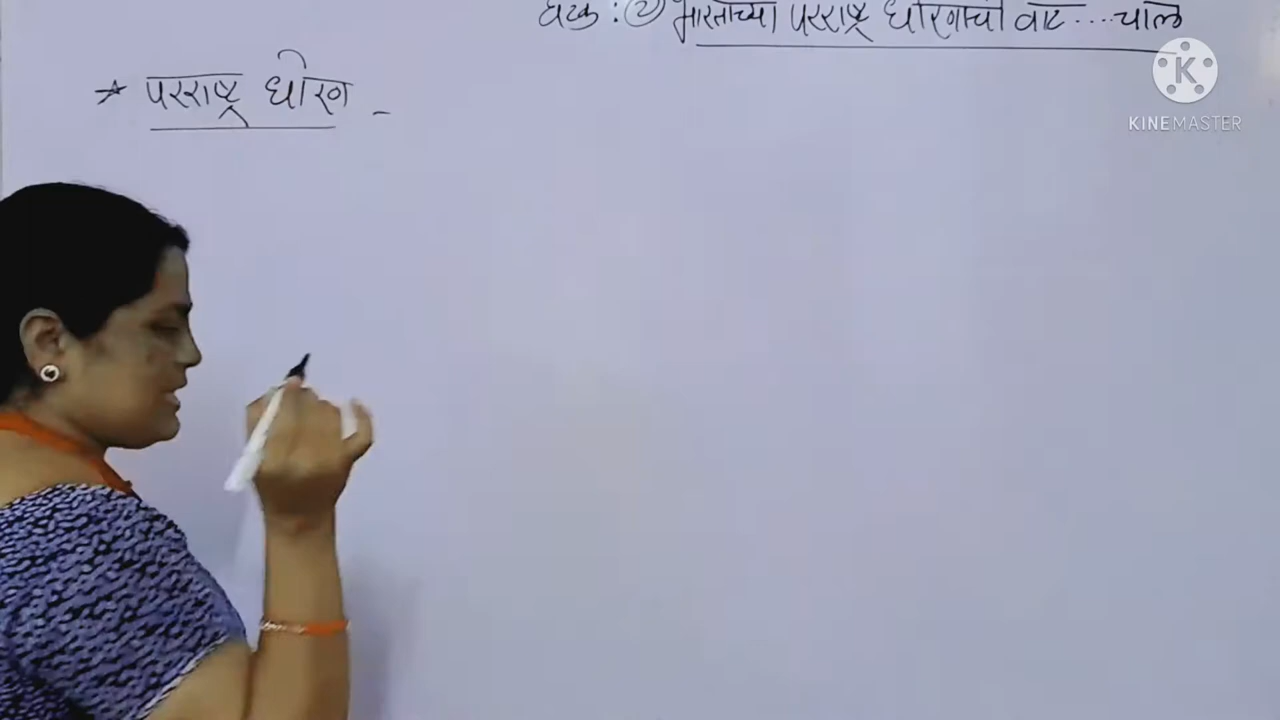 घटक : ② भारताच्या परराष्ट्र धोरणाची वाट .... चाल
* परराष्ट्र धोरण -
K
KINEMASTER